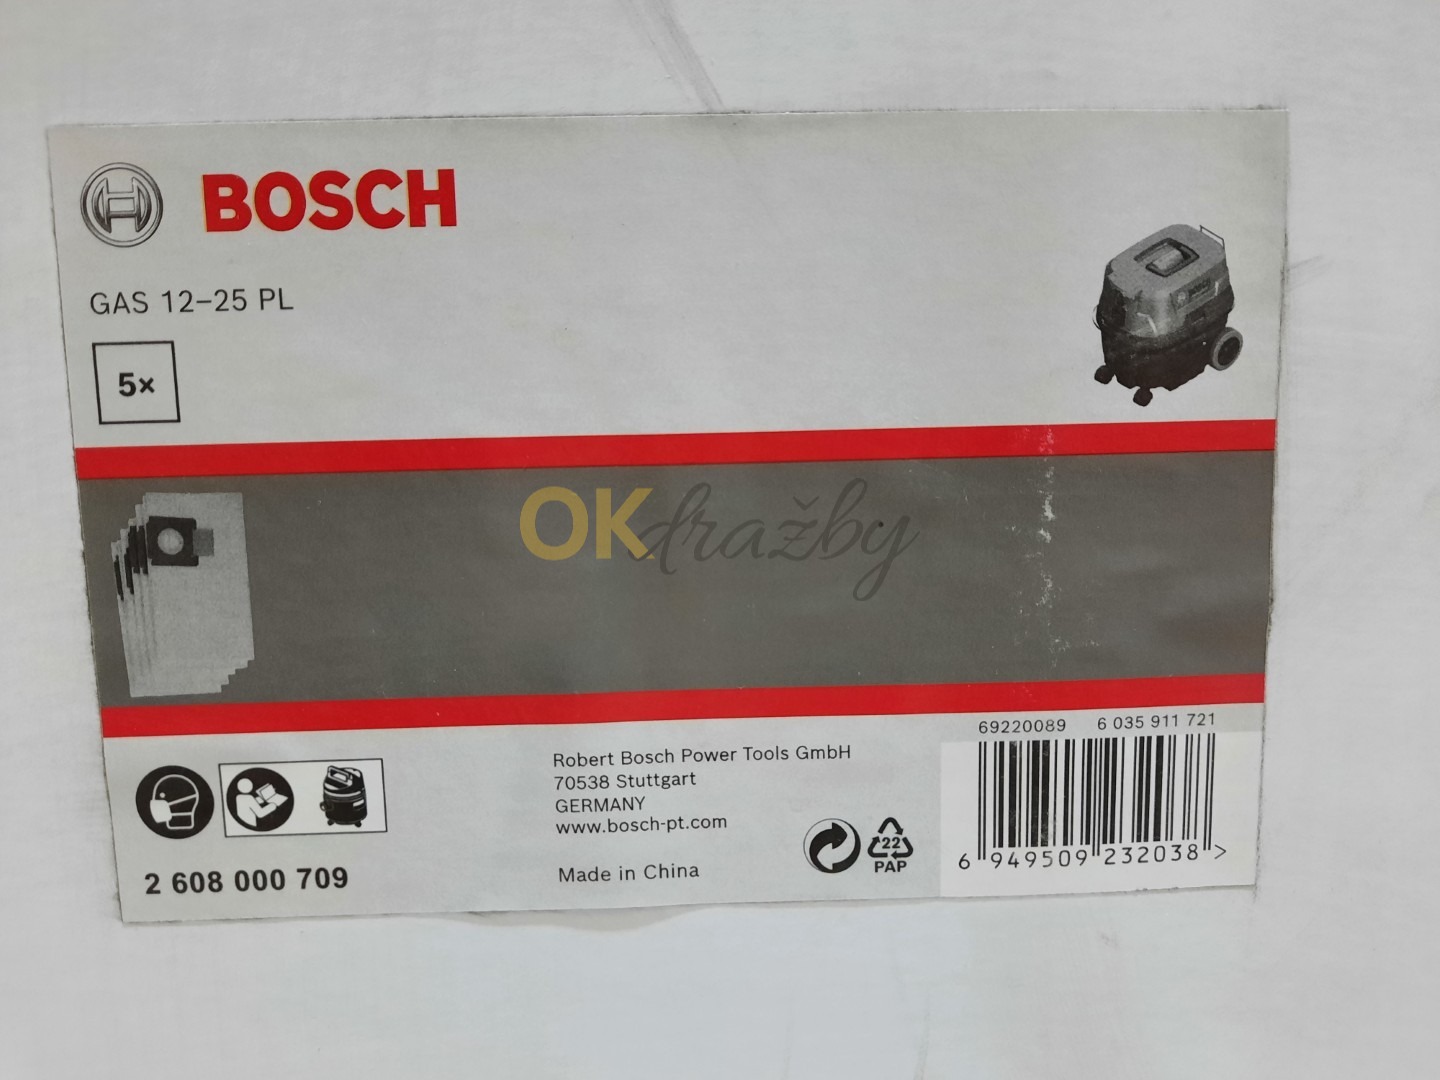 BOSCH
GAS 12–25 PL
BOSCH
5×
OKdražby
69220089 6 035 911 721
Robert Bosch Power Tools GmbH
70538 Stuttgart
GERMANY
www.bosch-pt.com
Made in China
22
PAP
6 949509 232038 >
2 608 000 709